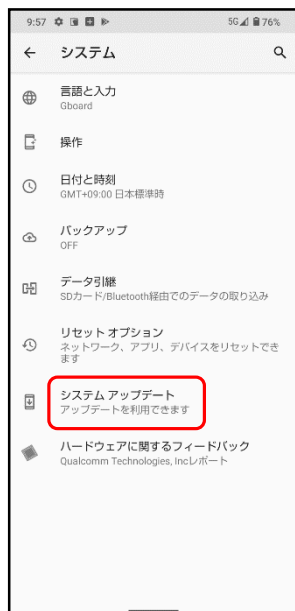 9:57 5G 76%
システム
言語と入力
Gboard
操作
日付と時刻
GMT+09:00 日本標準時
バックアップ
OFF
データ引継
SDカード/Bluetooth経由でのデータの取り込み
リセット オプション
ネットワーク、アプリ、デバイスをリセットでき
ます
システム アップデート
アップデートを利用できます
ハードウェアに関するフィードバック
Qualcomm Technologies, Incレポート